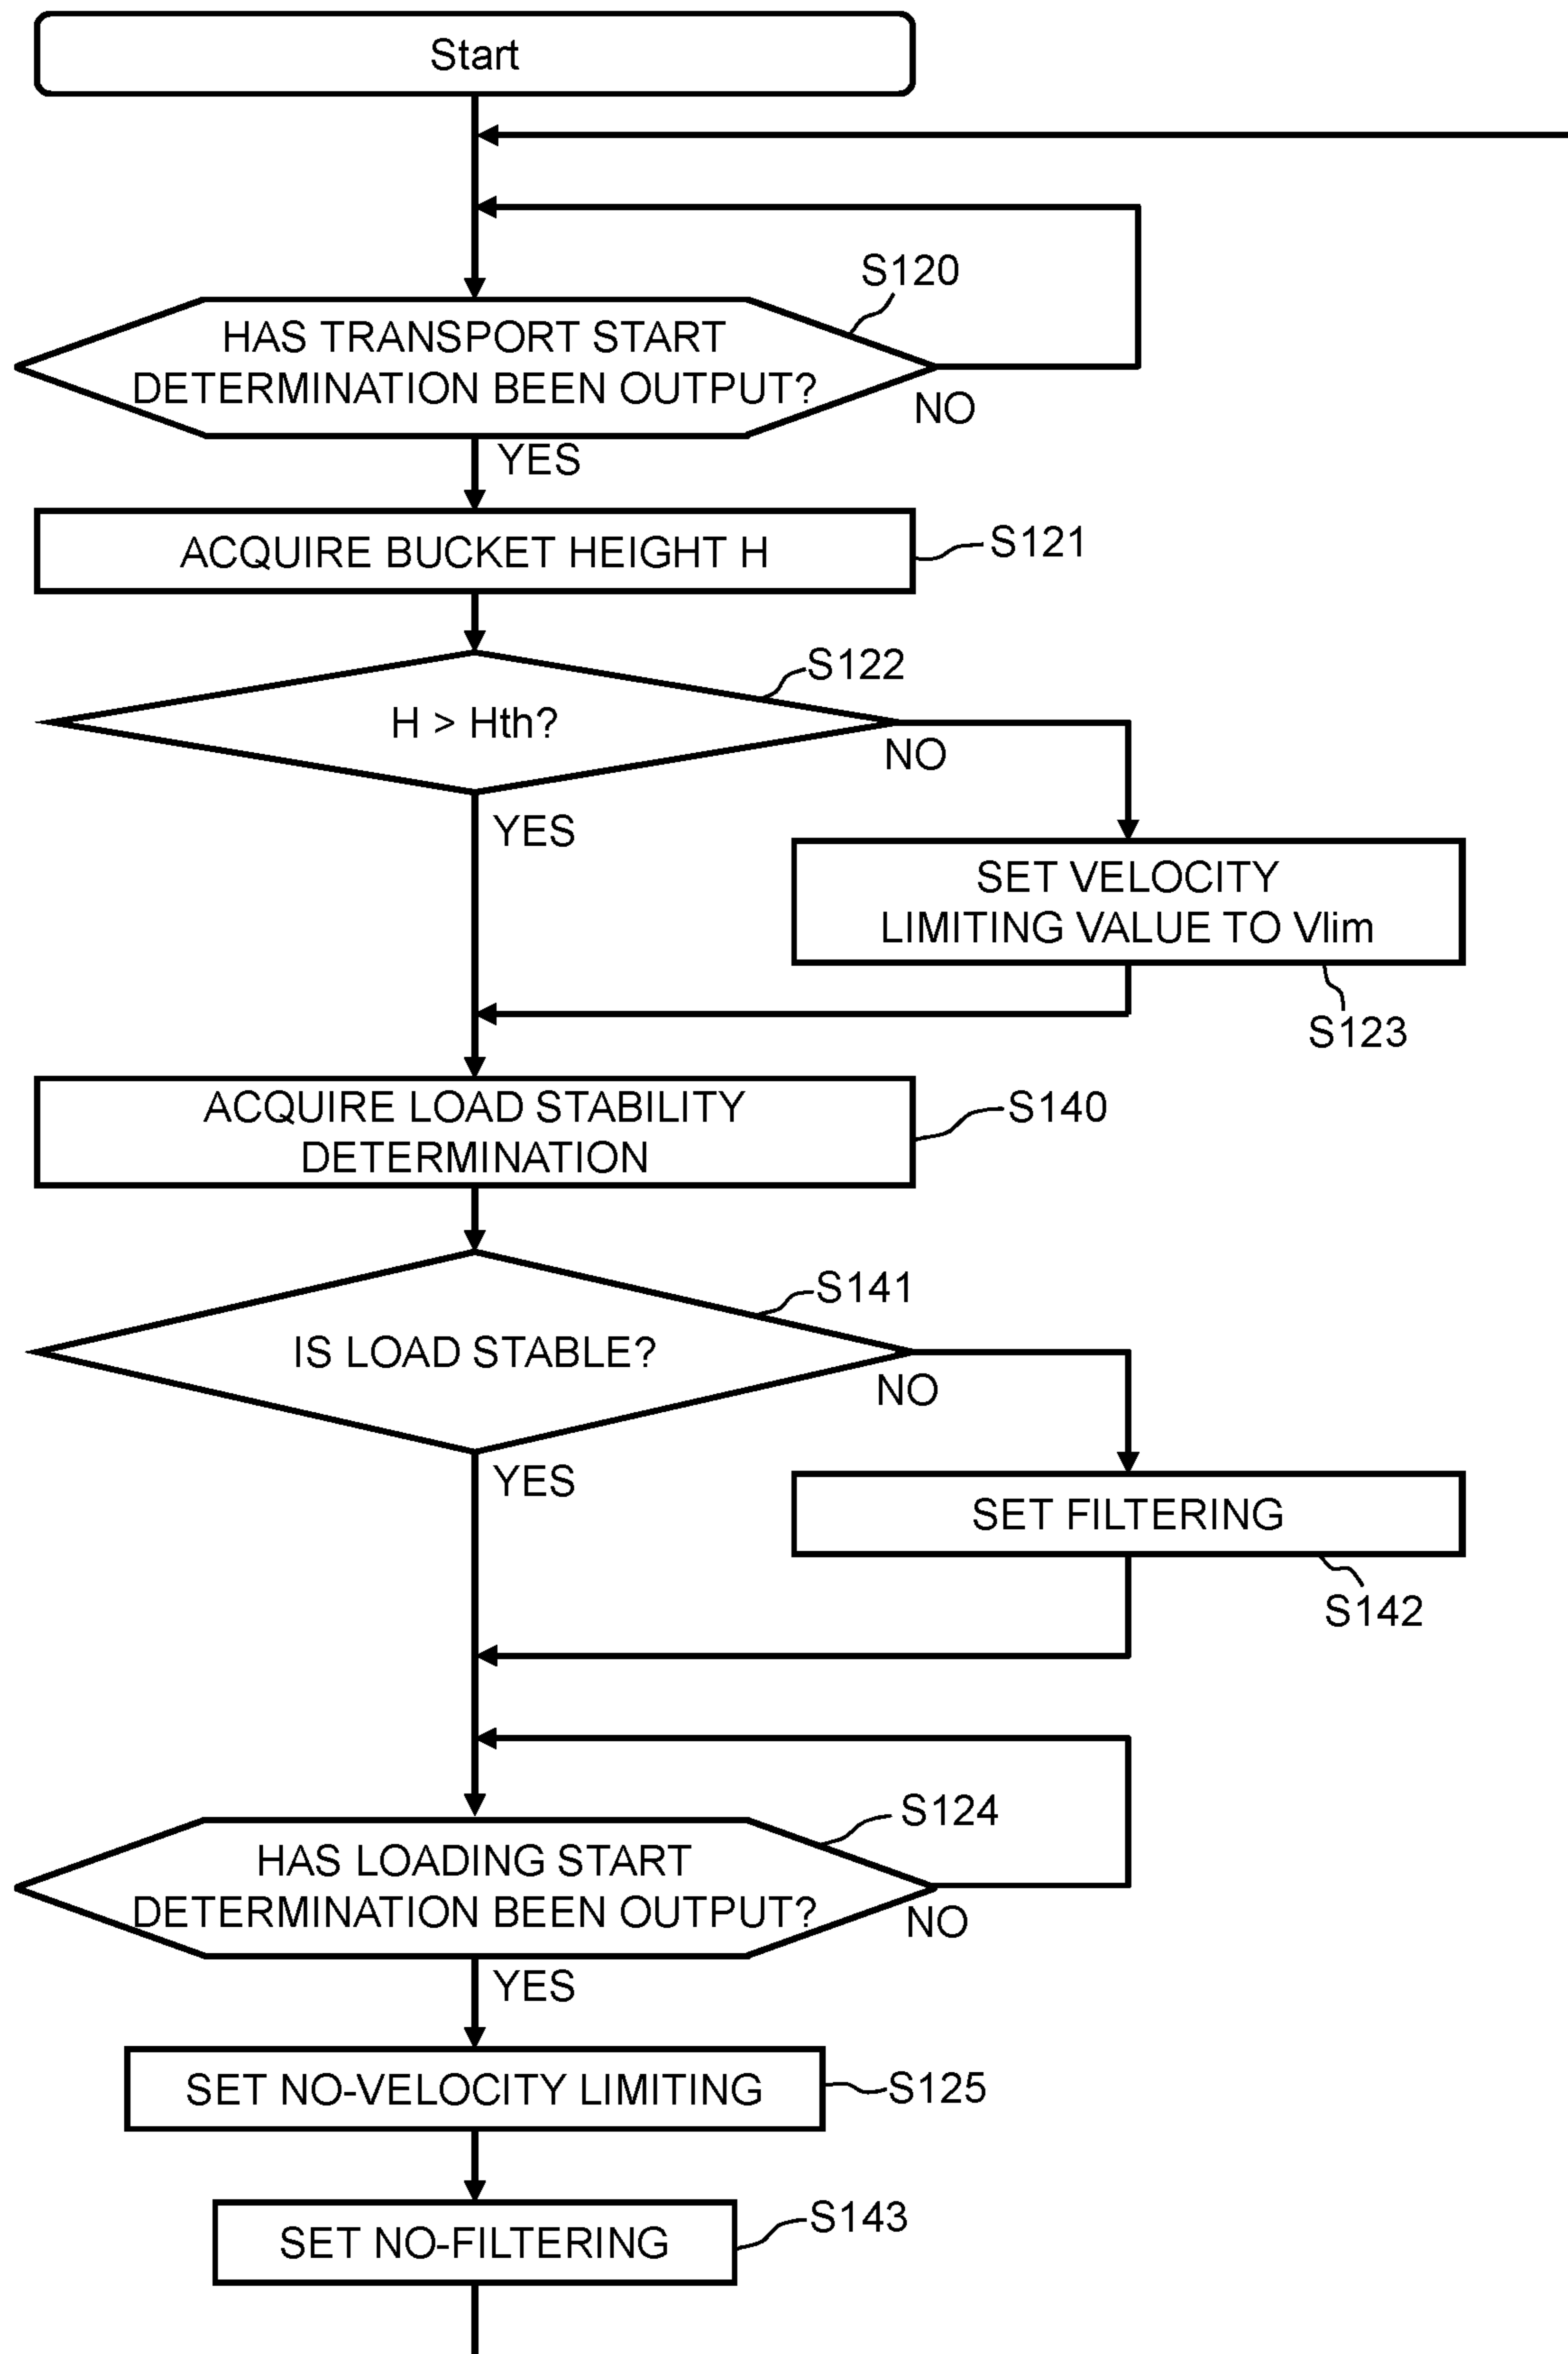 Start
S120
HAS TRANSPORT START
DETERMINATION BEEN OUTPUT?
NO
YES
ACQUIRE BUCKET HEIGHT H
S121
S122
H > Hth?
NO
YES
SET VELOCITY
LIMITING VALUE TO Vlim
S123
ACQUIRE LOAD STABILITY
DETERMINATION
S140
S141
IS LOAD STABLE?
NO
YES
SET FILTERING
S142
S124
HAS LOADING START
DETERMINATION BEEN OUTPUT?
NO
YES
SET NO-VELOCITY LIMITING
S125
SET NO-FILTERING
S143